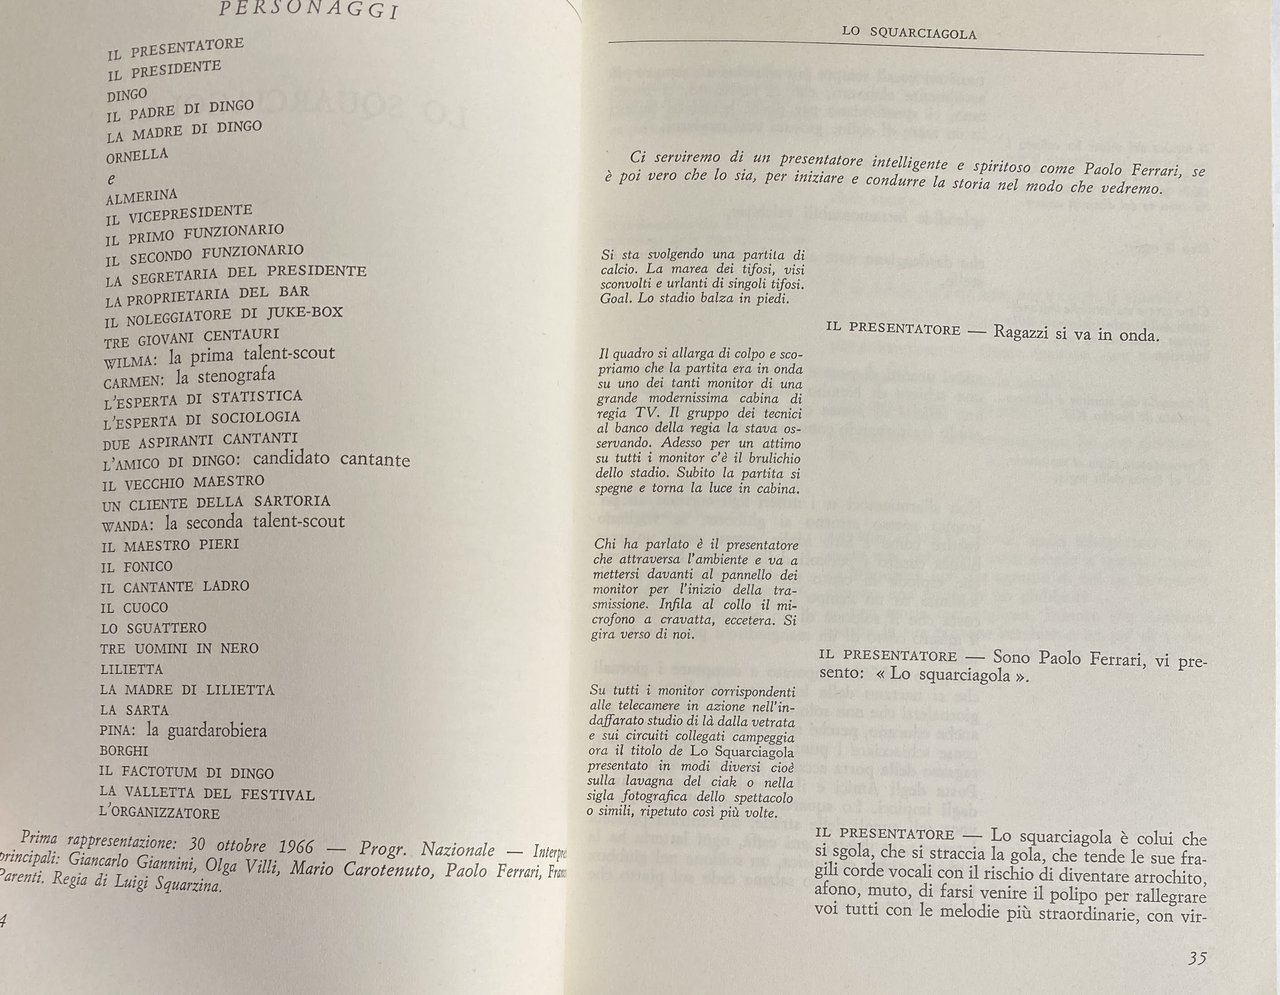 PERSONAGGI
IL PRESENTATORE
IL PRESIDENTE
DINGO
IL PADRE DI DINGO
LA MADRE DI DINGO
ORNELLA
e
ALMERINA
IL VICEPRESIDENTE
IL PRIMO FUNZIONARIO
IL SECONDO FUNZIONARIO
LA SEGRETARIA DEL PRESIDENTE
LA PROPRIETARIA DEL BAR
IL NOLEGGIATORE DI JUKE-BOX
TRE GIOVANI CENTAURI
WILMA: la prima talent-scout
CARMEN: la stenografa
L'ESPERTA DI STATISTICA
L'ESPERTA DI SOCIOLOGIA
DUE ASPIRANTI CANTANTI
L'AMICO DI DINGO: candidato cantante
IL VECCHIO MAESTRO
UN CLIENTE DELLA SARTORIA
WANDA: la seconda talent-scout
IL MAESTRO PIERI
IL FONICO
IL CANTANTE LADRO
IL CUOCO
LO SGUATTERO
TRE UOMINI IN NERO
LILIETTA
LA MADRE DI LILIETTA
LA SARTA
PINA: la guardarobiera
BORGHI
IL FACTOTUM DI DINGO
LA VALLETTA DEL FESTIVAL
L'ORGANIZZATORE
Prima rappresentazione: 30 ottobre 1966 — Progr. Nazionale —
principali: Giancarlo Giannini, Olga Villi, Mario Carotenuto, Paolo Ferrari,
Parenti. Regia di Luigi Squarzina.
4
LO SQUARCIAGOLA
Ci serviremo di un presentatore intelligente e spiritoso come Paolo Ferrari, se
è poi vero che lo sia, per iniziare e condurre la storia nel modo che vedremo.
Si sta svolgendo una partita di
calcio. La marea dei tifosi, visi
sconvolti e urlanti di singoli tifosi.
Goal. Lo stadio balza in piedi.
IL PRESENTATORE — Ragazzi si va in onda.
Il quadro si allarga di colpo e sco-
priamo che la partita era in onda
su uno dei tanti monitor di una
grande modernissima cabina di
regia TV. Il gruppo dei tecnici
al banco della regia la stava os-
servando. Adesso per un attimo
su tutti i monitor c'è il brulichio
dello stadio. Subito la partita si
spegne e torna la luce in cabina.
Chi ha parlato è il presentatore
che attraversa l'ambiente e va a
mettersi davanti al pannello dei
monitor per l'inizio della tra-
smissione. Infila al collo il mi-
crofono a cravatta, eccetera. Si
gira verso di noi.
IL PRESENTATORE — Sono Paolo Ferrari, vi pre-
sento: « Lo squarciagola ».
Su tutti i monitor corrispondenti
alle telecamere in azione nell'in-
daffarato studio di là dalla vetrata
e sui circuiti collegati campeggia
ora il titolo de Lo Squarciagola
presentato in modi diversi cioè
sulla lavagna del ciak o nella
sigla fotografica dello spettacolo
o simili, ripetuto così più volte.
IL PRESENTATORE — Lo squarciagola è colui che
si sgola, che si straccia la gola, che tende le sue fra-
gili corde vocali con il rischio di diventare arrochito,
afono, muto, di farsi venire il polipo per rallegrare
voi tutti con le melodie più straordinarie, con vir-
35